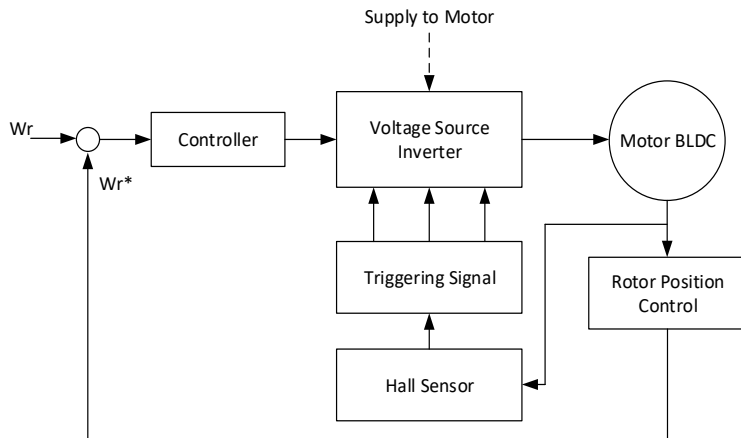 Supply to Motor
Wr
Controller
Voltage Source
Inverter
Motor BLDC
Wr*
Triggering Signal
Rotor Position
Control
Hall Sensor